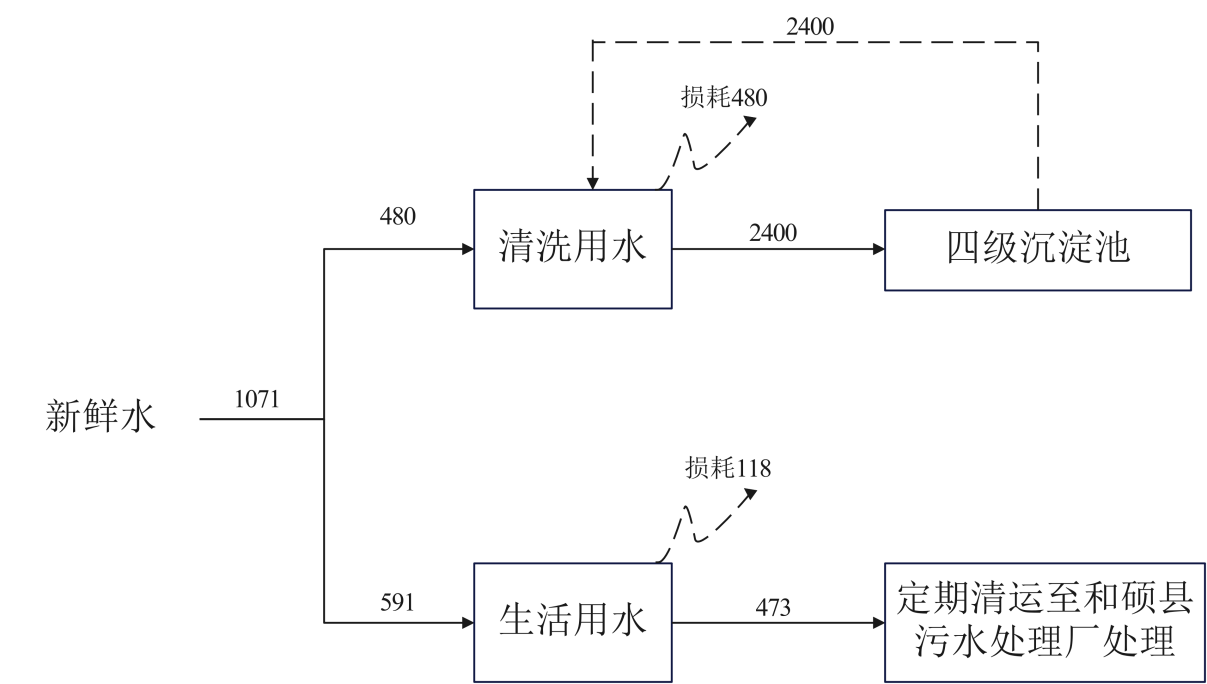 2400
损耗480
480
清洗用水
2400
四级沉淀池
新鲜水
1071
损耗118
591
生活用水
473
定期清运至和硕县
污水处理厂处理